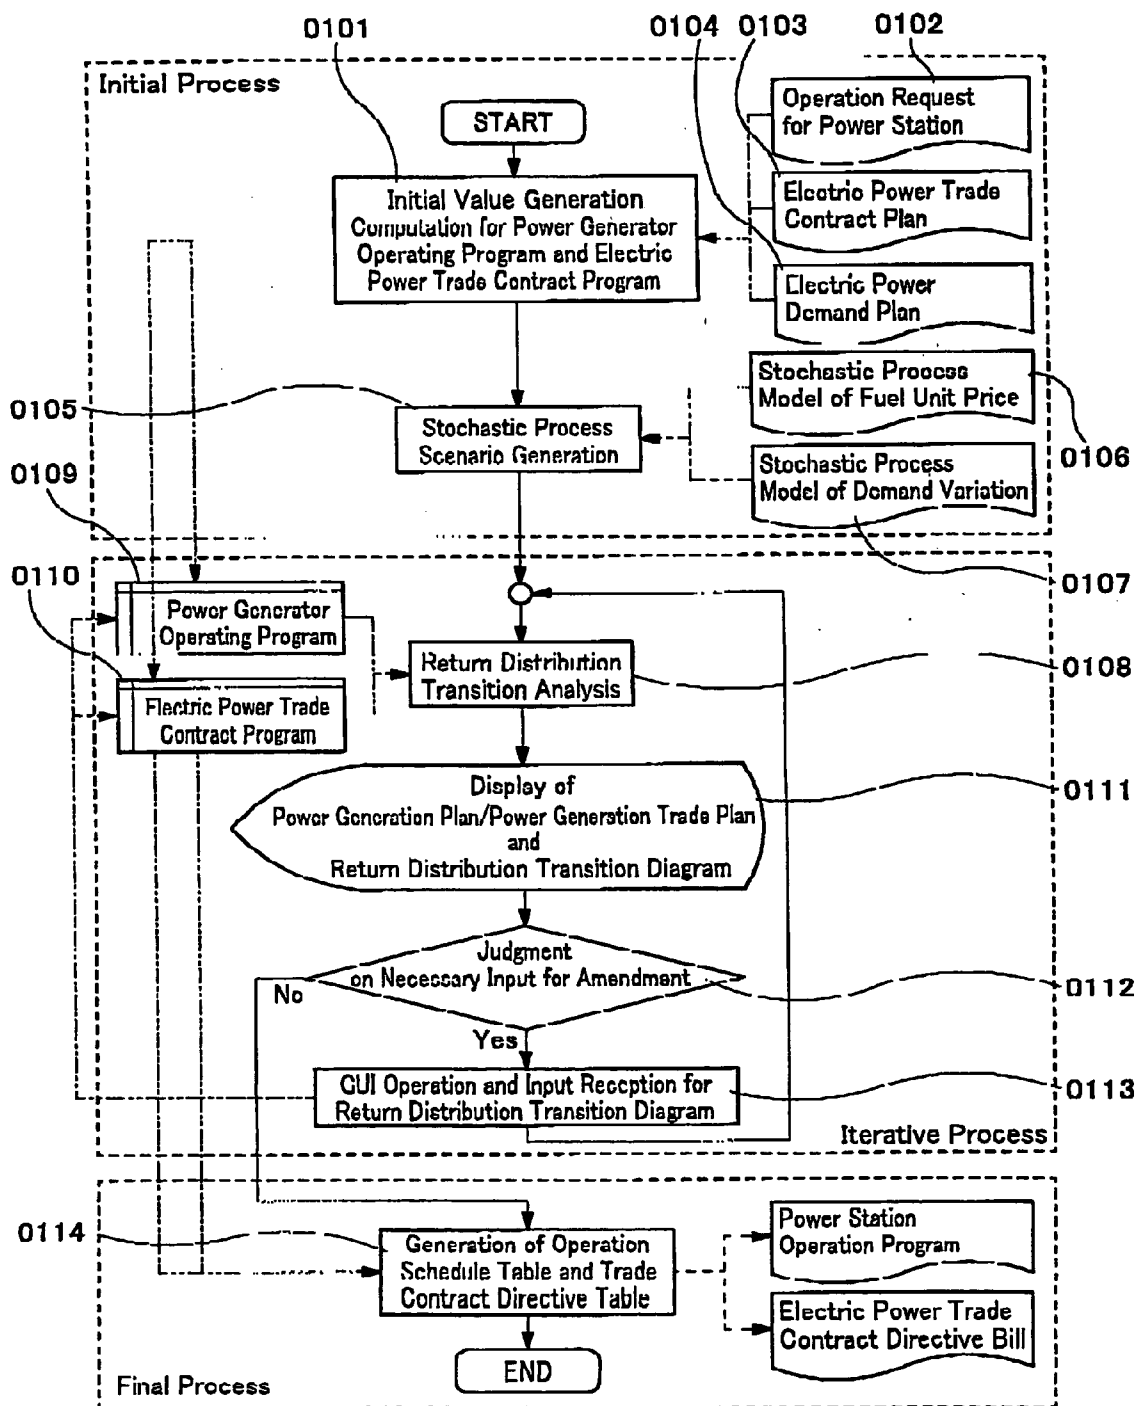 0101
0104 0103
0102
Initial Process
START
Operation Request
for Power Station
Initial Value Generation
Computation for Power Generator
Operating Program and Electric
Power Trade Contract Program
Electric Power Trade
Contract Plan
Electric Power
Demand Plan
Stochastic Process
Model of Fuel Unit Price
0105
Stochastic Process
Scenario Generation
0106
0109
Stochastic Process
Model of Demand Variation
0110
0107
Power Generator
Operating Program
Return Distribution
Transition Analysis
0108
Electric Power Trade
Contract Program
Display of
Power Generation Plan/Power Generation Trade Plan
and
Return Distribution Transition Diagram
0111
Judgment
on Necessary Input for Amendment
No
0112
Yes
GUI Operation and Input Reception for
Return Distribution Transition Diagram
0113
Iterative Process
0114
Generation of Operation
Schedule Table and Trade
Contract Directive Table
Power Station
Operation Program
Electric Power Trade
Contract Directive Bill
END
Final Process